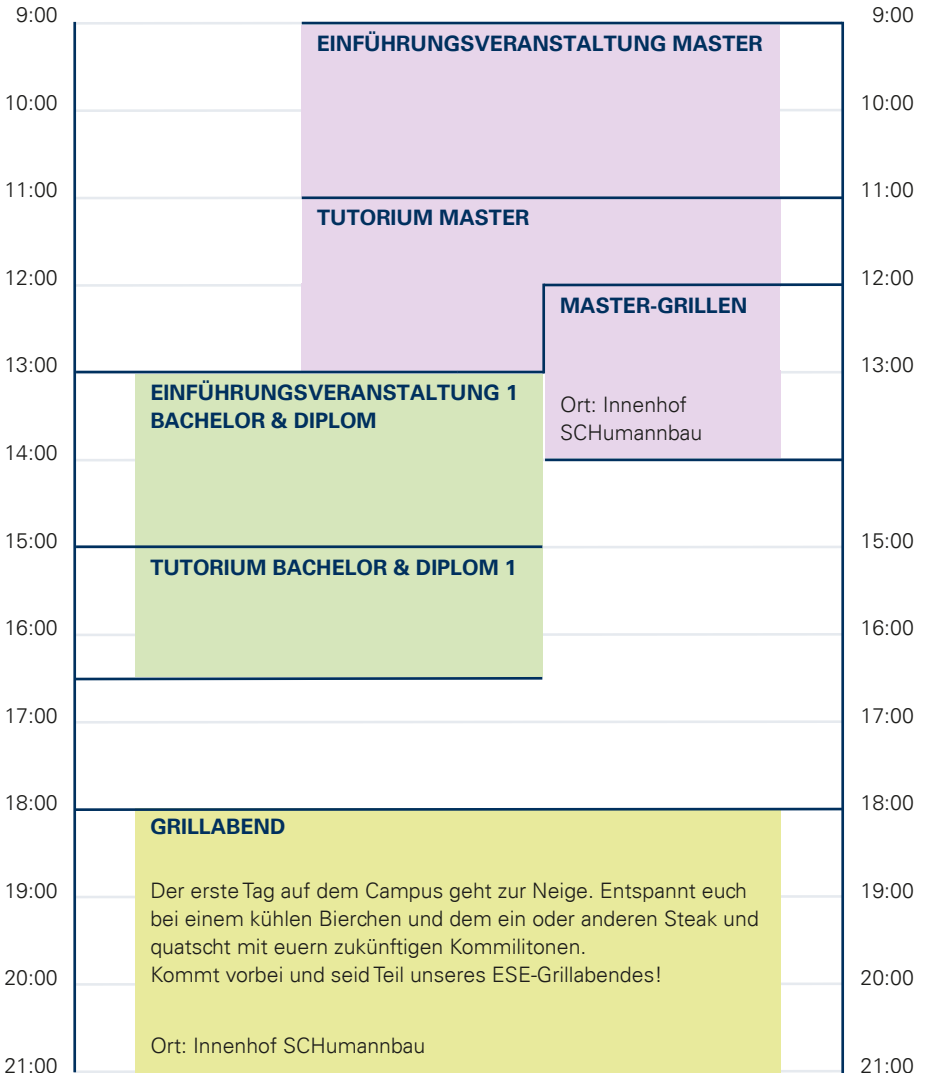 9:00
9:00
EINFÜHRUNGSVERANSTALTUNG MASTER
10:00
10:00
11:00
11:00
TUTORIUM MASTER
12:00
12:00
MASTER-GRILLEN
13:00
13:00
EINFÜHRUNGSVERANSTALTUNG 1
BACHELOR & DIPLOM
Ort: Innenhof
SCHumannbau
14:00
14:00
15:00
15:00
TUTORIUM BACHELOR & DIPLOM 1
16:00
16:00
17:00
17:00
18:00
18:00
GRILLABEND
19:00
19:00
Der erste Tag auf dem Campus geht zur Neige. Entspannt euch
bei einem kühlen Bierchen und dem ein oder anderen Steak und
quatscht mit euern zukünftigen Kommilitonen.
Kommt vorbei und seid Teil unseres ESE-Grillabendes!
20:00
20:00
Ort: Innenhof SCHumannbau
21:00
21:00